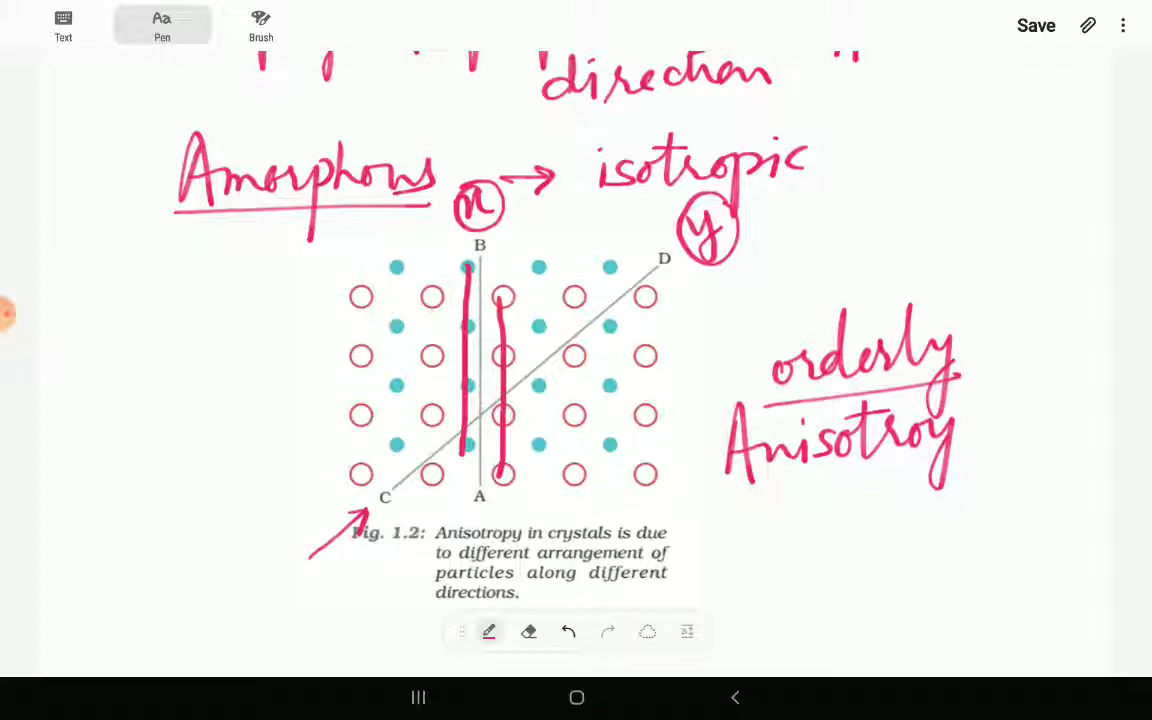 Text
Aa
Pen
Brush
Save
direction
Amorphous → isotropic
x
y
B
D
orderly
Anisotroy
C
A
Fig. 1.2: Anisotropy in crystals is due
to different arrangement of
particles along different
directions.